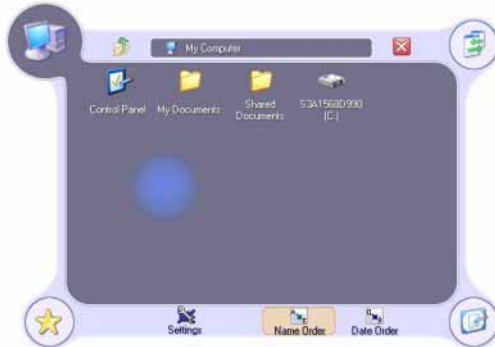 My Computer
Control Panel
My Documents
Shared
Documents
S3A1568D990
(C:)
Settings
Name Order
Date Order